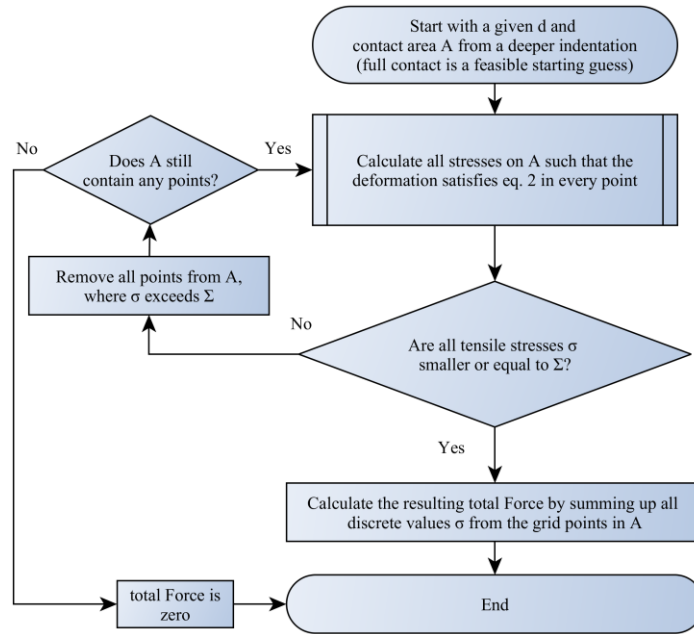 Start with a given d and
contact area A from a deeper indentation
(full contact is a feasible starting guess)
No
Does A still
contain any points?
Yes
Calculate all stresses on A such that the
deformation satisfies eq. 2 in every point
Remove all points from A,
where σ exceeds Σ
No
Are all tensile stresses σ
smaller or equal to Σ?
Yes
Calculate the resulting total Force by summing up all
discrete values σ from the grid points in A
total Force is
zero
End